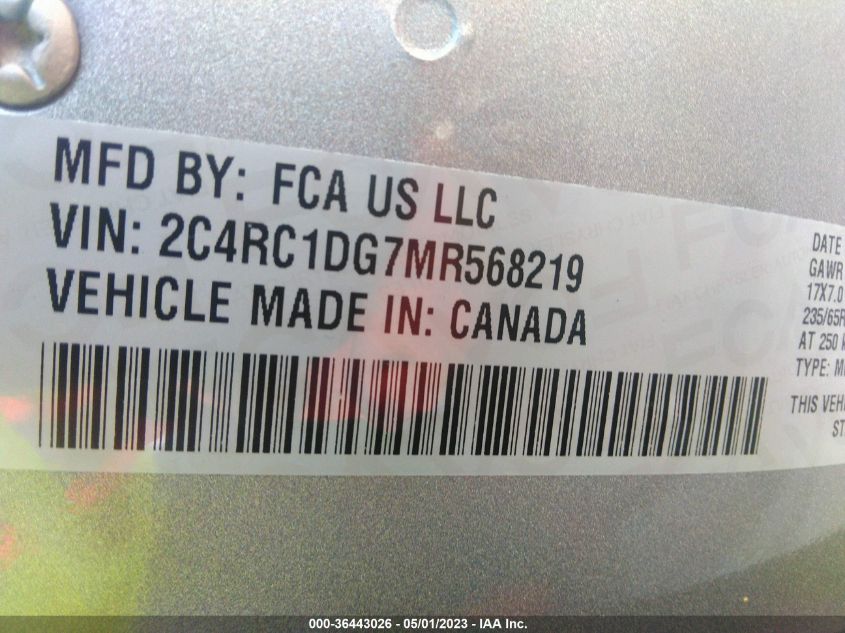 MFD BY: FCA US LLC
VIN: 2C4RC1DG7MR568219
VEHICLE MADE IN: CANADA
DATE
GAWR
17X7.0
235/65R
AT 250
TYPE:
THIS
ST
000-36443026 - 05/01/2023 - IAA Inc.